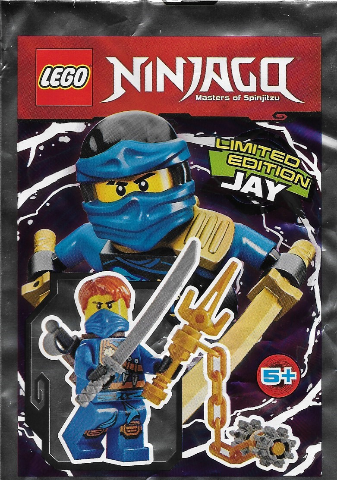 LEGO
NINJAGO
Masters of Spinjitzu
LIMITED
EDITION
JAY
5+